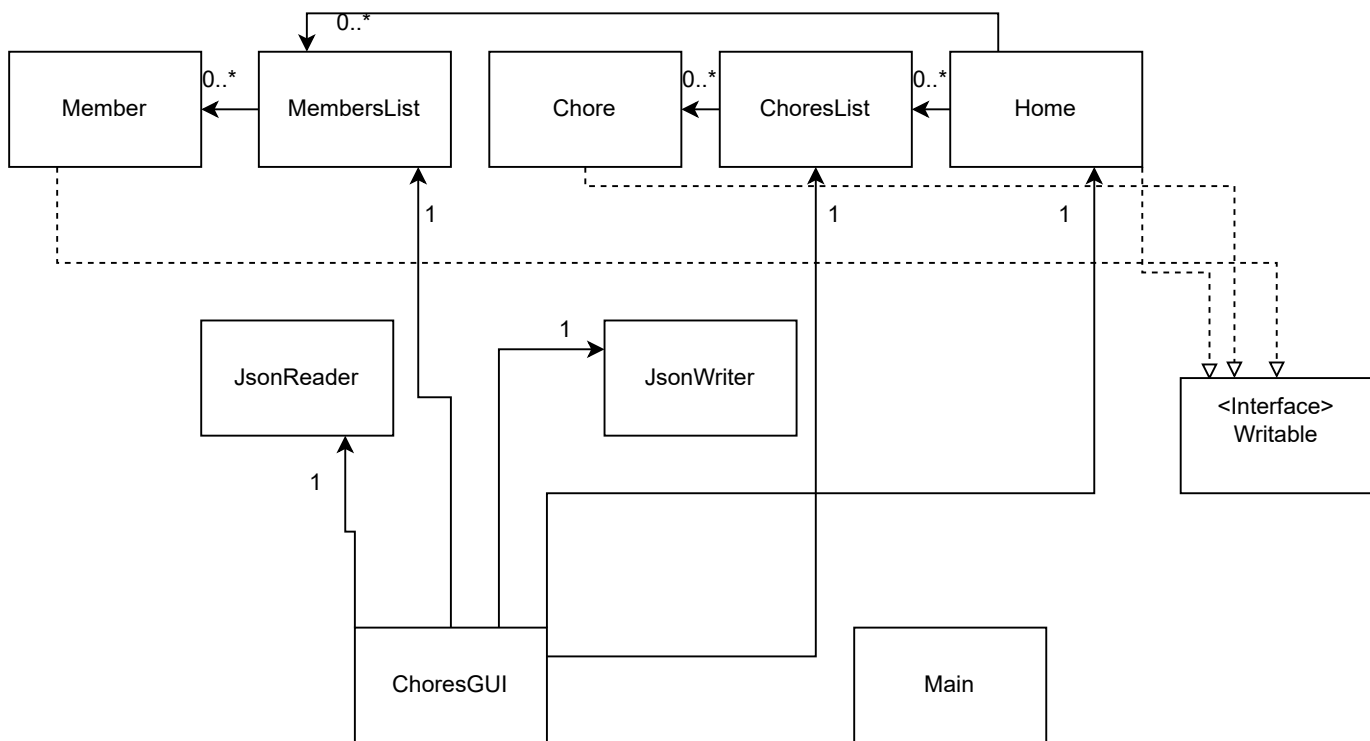 0..*
Member
0..*
MembersList
Chore
0..*
ChoresList
0..*
Home
1
1
1
JsonReader
1
JsonWriter
<Interface>
Writable
1
ChoresGUI
Main